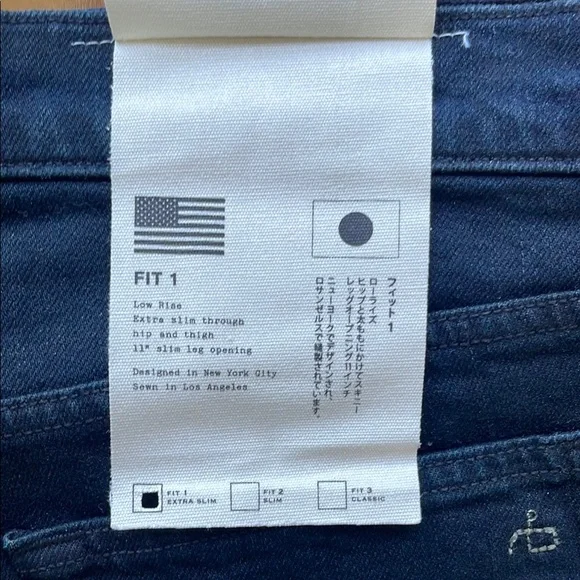 FIT 1
Low Rise
Extra slim through
hip and thigh
11" slim leg opening
Designed in New York City
Sewn in Los Angeles
フィット 1
ローライズ
ヒップと太ももにかけてスキニー
レッグオープニング11インチ
ニューヨークでデザインされ、
ロサンゼルスで縫製されています。
FIT 1
EXTRA SLIM
FIT 2
SLIM
FIT 3
CLASSIC